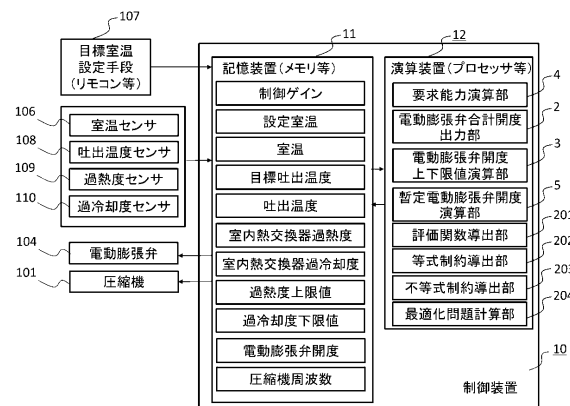 107
目標室温
設定手段
(リモコン等)
106
室温センサ
108
吐出温度センサ
109
過熱度センサ
110
過冷却度センサ
104
電動膨張弁
101
圧縮機
11
記憶装置(メモリ等)
制御ゲイン
設定室温
室温
目標吐出温度
吐出温度
室内熱交換器過熱度
室内熱交換器過冷却度
過熱度上限値
過冷却度下限値
電動膨張弁開度
圧縮機周波数
12
演算装置(プロセッサ等)
4
要求能力演算部
2
電動膨張弁合計開度
出力部
3
電動膨張弁開度
上下限値演算部
5
暫定電動膨張弁開度
演算部
201
評価関数導出部
202
等式制約導出部
203
不等式制約導出部
204
最適化問題計算部
10
制御装置